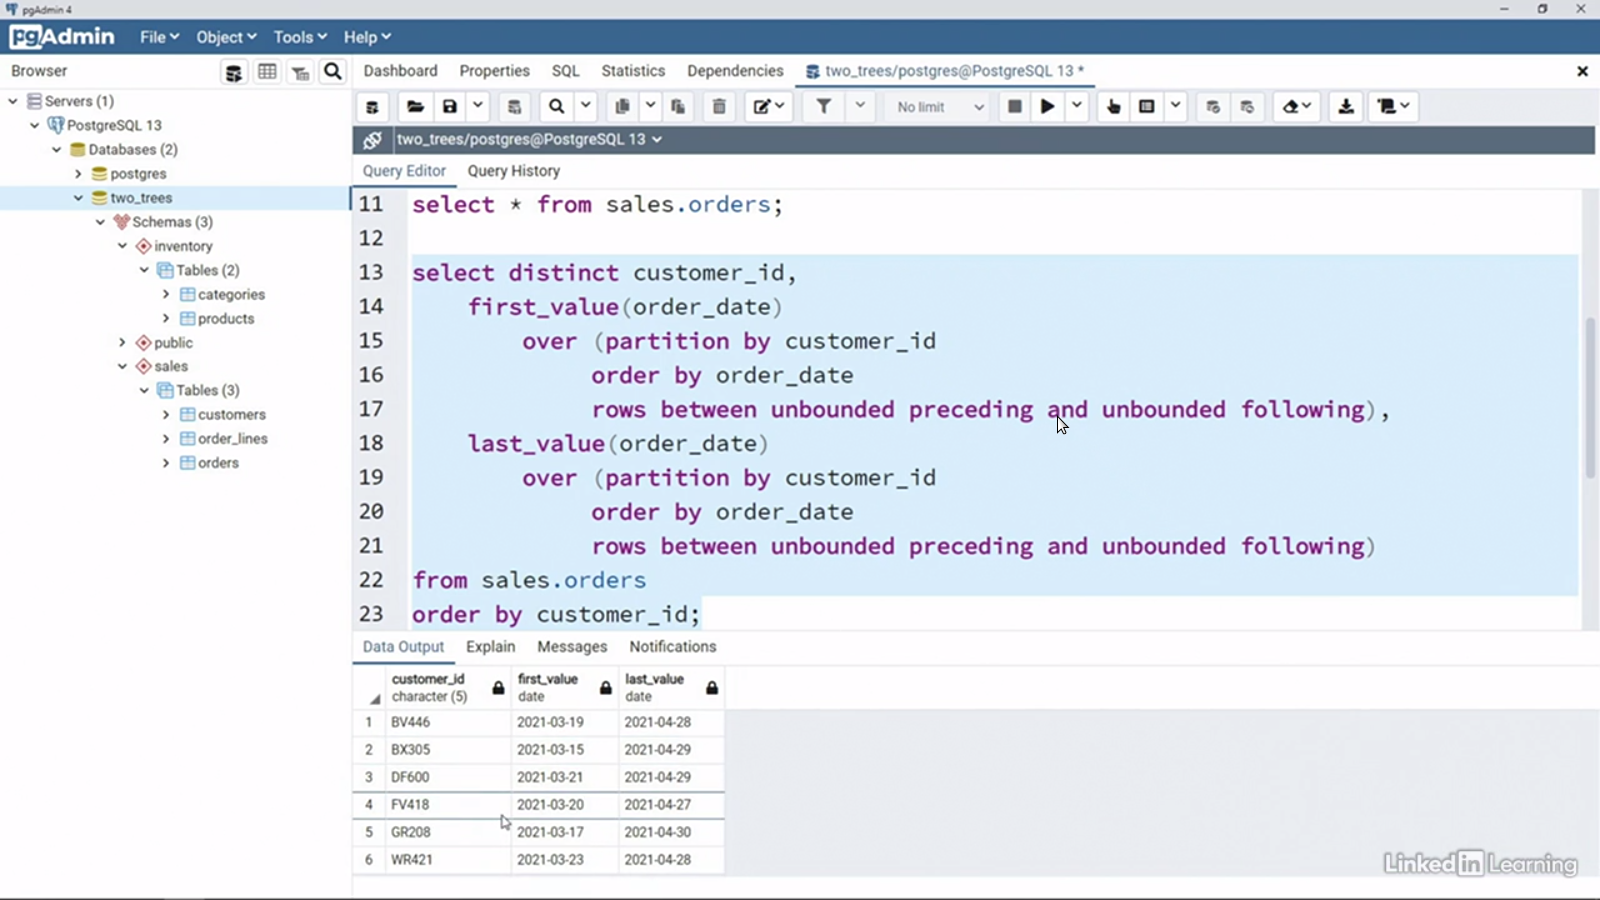 pgAdmin 4
pgAdmin File Object Tools Help
Browser
Dashboard Properties SQL Statistics Dependencies two_trees/postgres@PostgreSQL 13 *
No limit
two_trees/postgres@PostgreSQL 13
Servers (1)
PostgreSQL 13
Databases (2)
postgres
two_trees
Schemas (3)
inventory
Tables (2)
categories
products
public
sales
Tables (3)
customers
order_lines
orders
Query Editor Query History
11 select * from sales.orders;
12
13 select distinct customer_id,
14 first_value(order_date)
15 over (partition by customer_id
16 order by order_date
17 rows between unbounded preceding and unbounded following),
18 last_value(order_date)
19 over (partition by customer_id
20 order by order_date
21 rows between unbounded preceding and unbounded following)
22 from sales.orders
23 order by customer_id;
Data Output Explain Messages Notifications
customer_id first_value last_value
character (5) date date
1 BV446 2021-03-19 2021-04-28
2 BX305 2021-03-15 2021-04-29
3 DF600 2021-03-21 2021-04-29
4 FV418 2021-03-20 2021-04-27
5 GR208 2021-03-17 2021-04-30
6 WR421 2021-03-23 2021-04-28
Linked in Learning